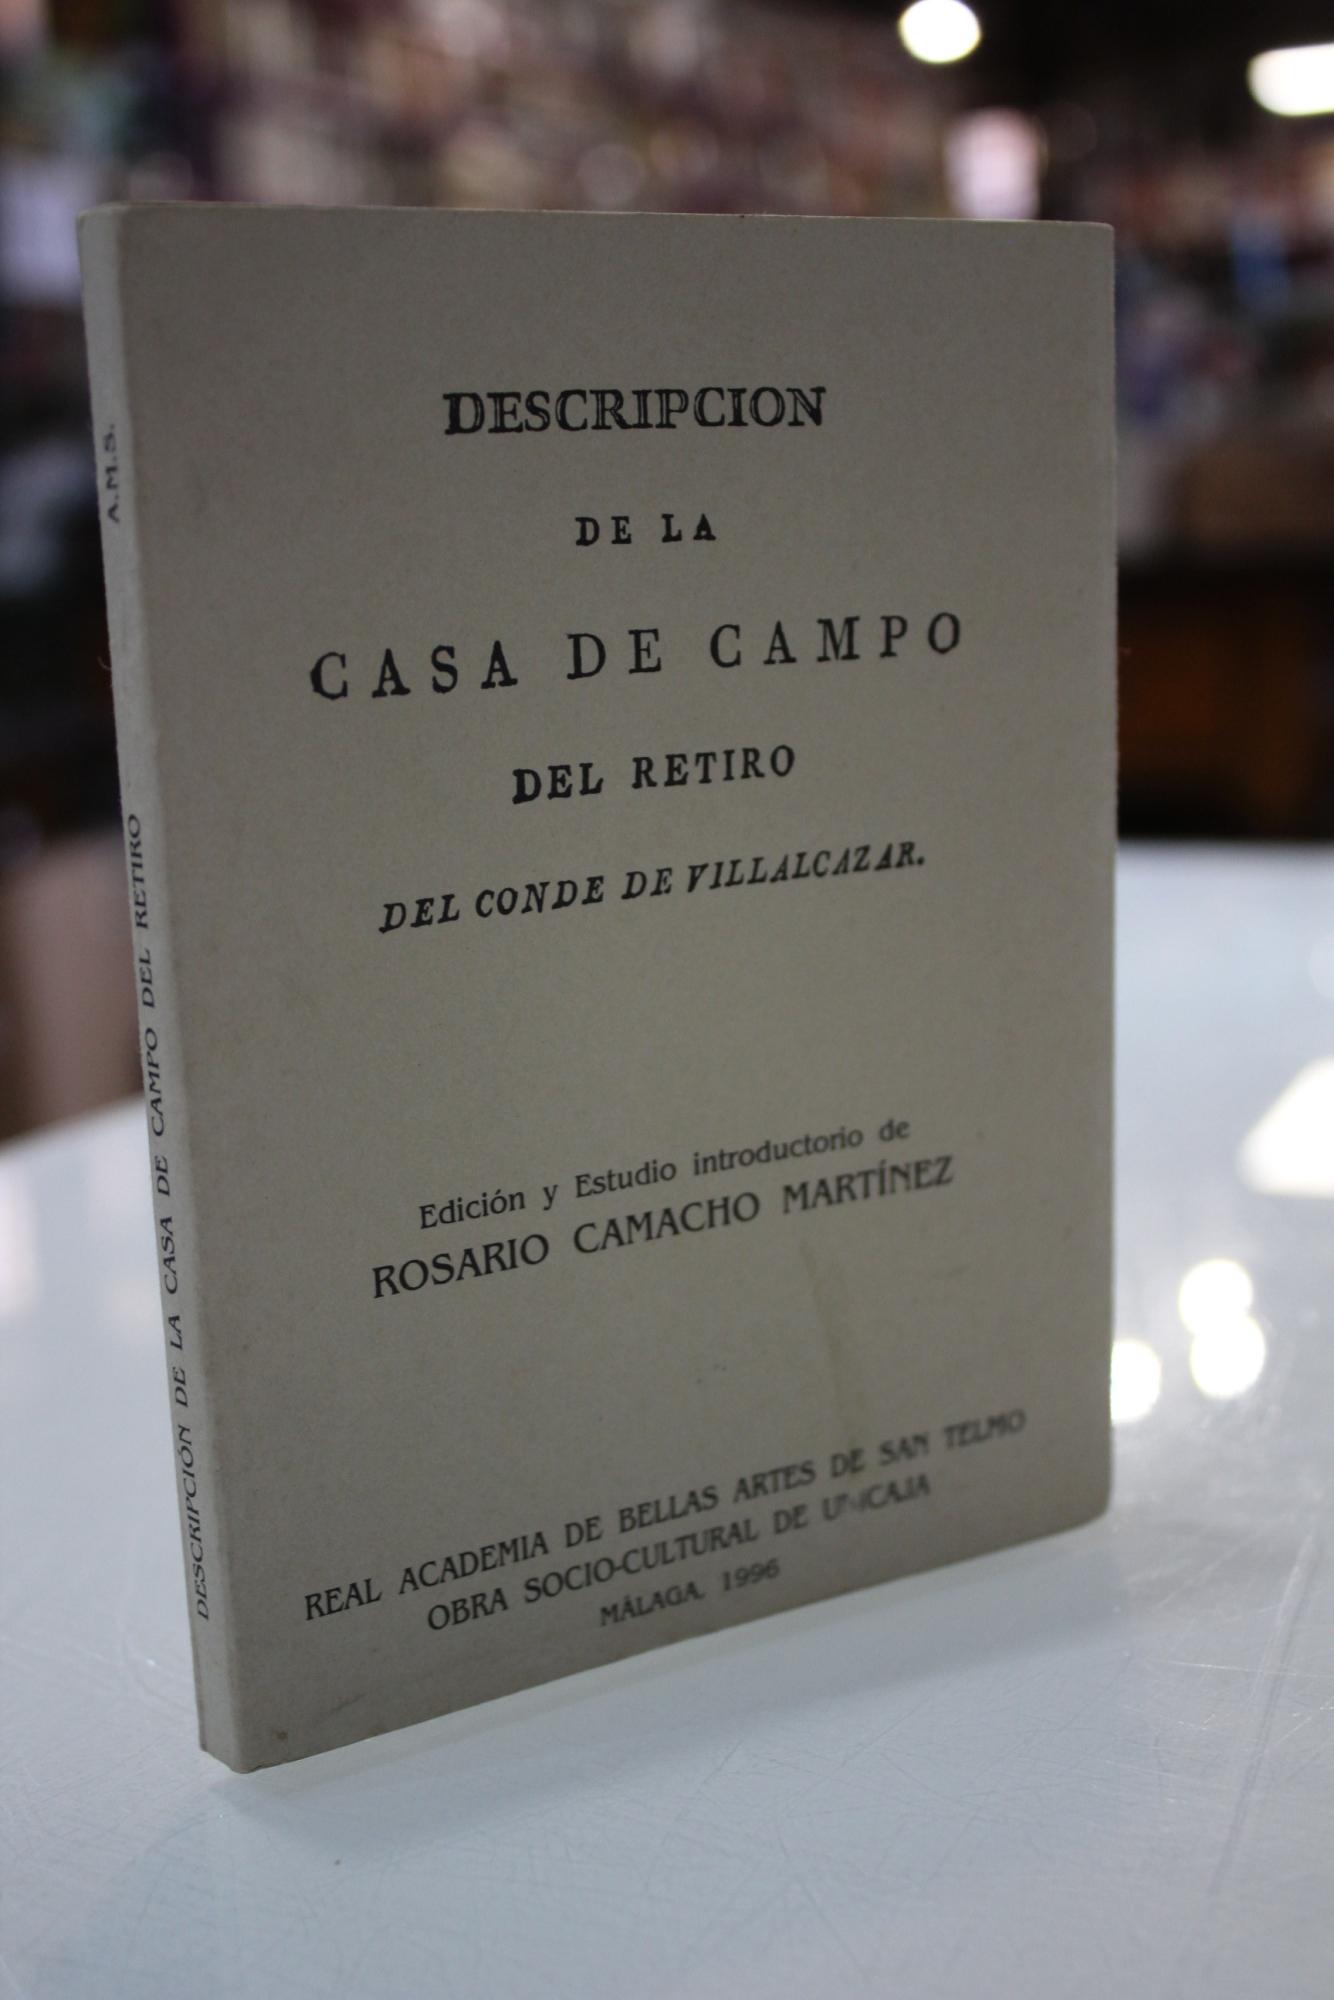 DESCRIPCION
DE LA
CASA DE CAMPO
DEL RETIRO
DEL CONDE DE VILLALCAZAR.
Edición y Estudio introductorio de
ROSARIO CAMACHO MARTÍNEZ
REAL ACADEMIA DE BELLAS ARTES DE SAN TELMO
OBRA SOCIO-CULTURAL DE UNICAJA
MÁLAGA, 1996
DESCRIPCIÓN DE LA CASA DE CAMPO DEL RETIRO
A.M.S.